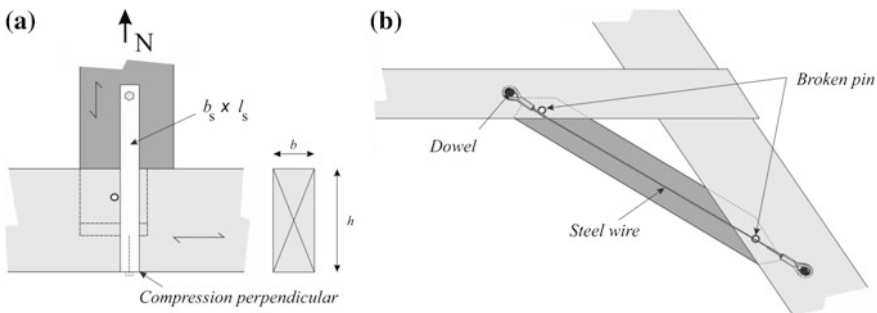 (a)
N
b_s x l_s
b
h
Compression perpendicular
(b)
Broken pin
Dowel
Steel wire